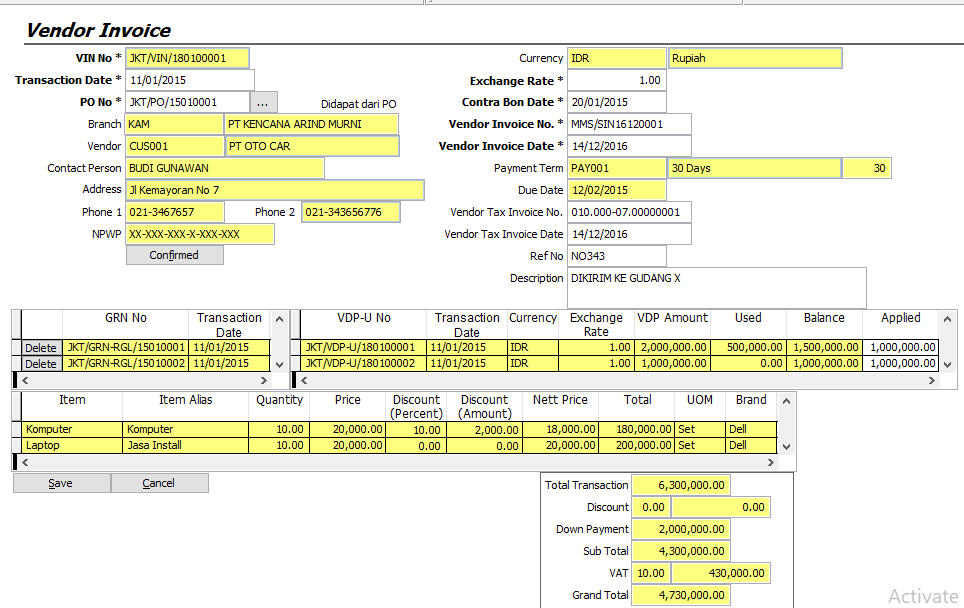 Vendor Invoice
VIN No * JKT/VIN/180100001 Currency IDR Rupiah
Transaction Date * 11/01/2015 Exchange Rate * 1.00
PO No * JKT/PO/15010001 ... Didapat dari PO Contra Bon Date * 20/01/2015
Branch KAM PT KENCANA ARIND MURNI Vendor Invoice No. * MMS/SIN16120001
Vendor CUS001 PT OTO CAR Vendor Invoice Date * 14/12/2016
Contact Person BUDI GUNAWAN Payment Term PAY001 30 Days 30
Address Jl Kemayoran No 7 Due Date 12/02/2015
Phone 1 021-3467657 Phone 2 021-343656776 Vendor Tax Invoice No. 010.000-07.00000001
NPWP XX-XXX-XXX-X-XXX-XXX Vendor Tax Invoice Date 14/12/2016
Confirmed Ref No NO343
Description DIKIRIM KE GUDANG X
GRN No Transaction Date
Delete JKT/GRN-RGL/15010001 11/01/2015
Delete JKT/GRN-RGL/15010002 11/01/2015
VDP-U No Transaction Date Currency Exchange Rate VDP Amount Used Balance Applied
JKT/VDP-U/180100001 11/01/2015 IDR 1.00 2,000,000.00 500,000.00 1,500,000.00 1,000,000.00
JKT/VDP-U/180100002 11/01/2015 IDR 1.00 1,000,000.00 0.00 1,000,000.00 1,000,000.00
Item Item Alias Quantity Price Discount (Percent) Discount (Amount) Nett Price Total UOM Brand
Komputer Komputer 10.00 20,000.00 10.00 2,000.00 18,000.00 180,000.00 Set Dell
Laptop Jasa Install 10.00 20,000.00 0.00 0.00 20,000.00 200,000.00 Set Dell
Save Cancel
Total Transaction 6,300,000.00
Discount 0.00 0.00
Down Payment 2,000,000.00
Sub Total 4,300,000.00
VAT 10.00 430,000.00
Grand Total 4,730,000.00
Activate